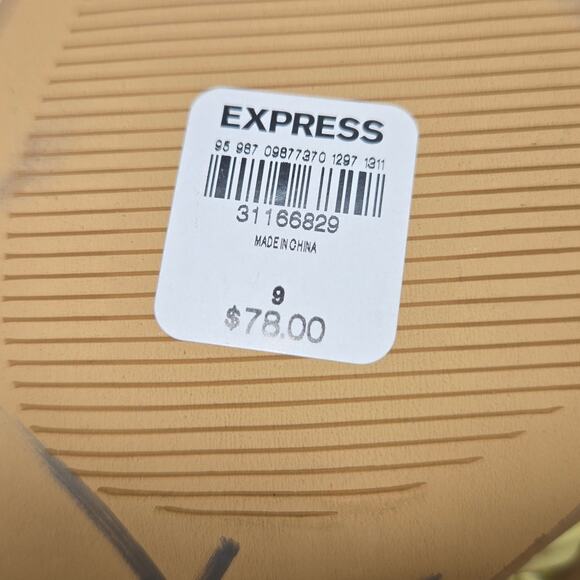 EXPRESS
95 987 09877370 1297 1311
31166829
MADE IN CHINA
9
$78.00